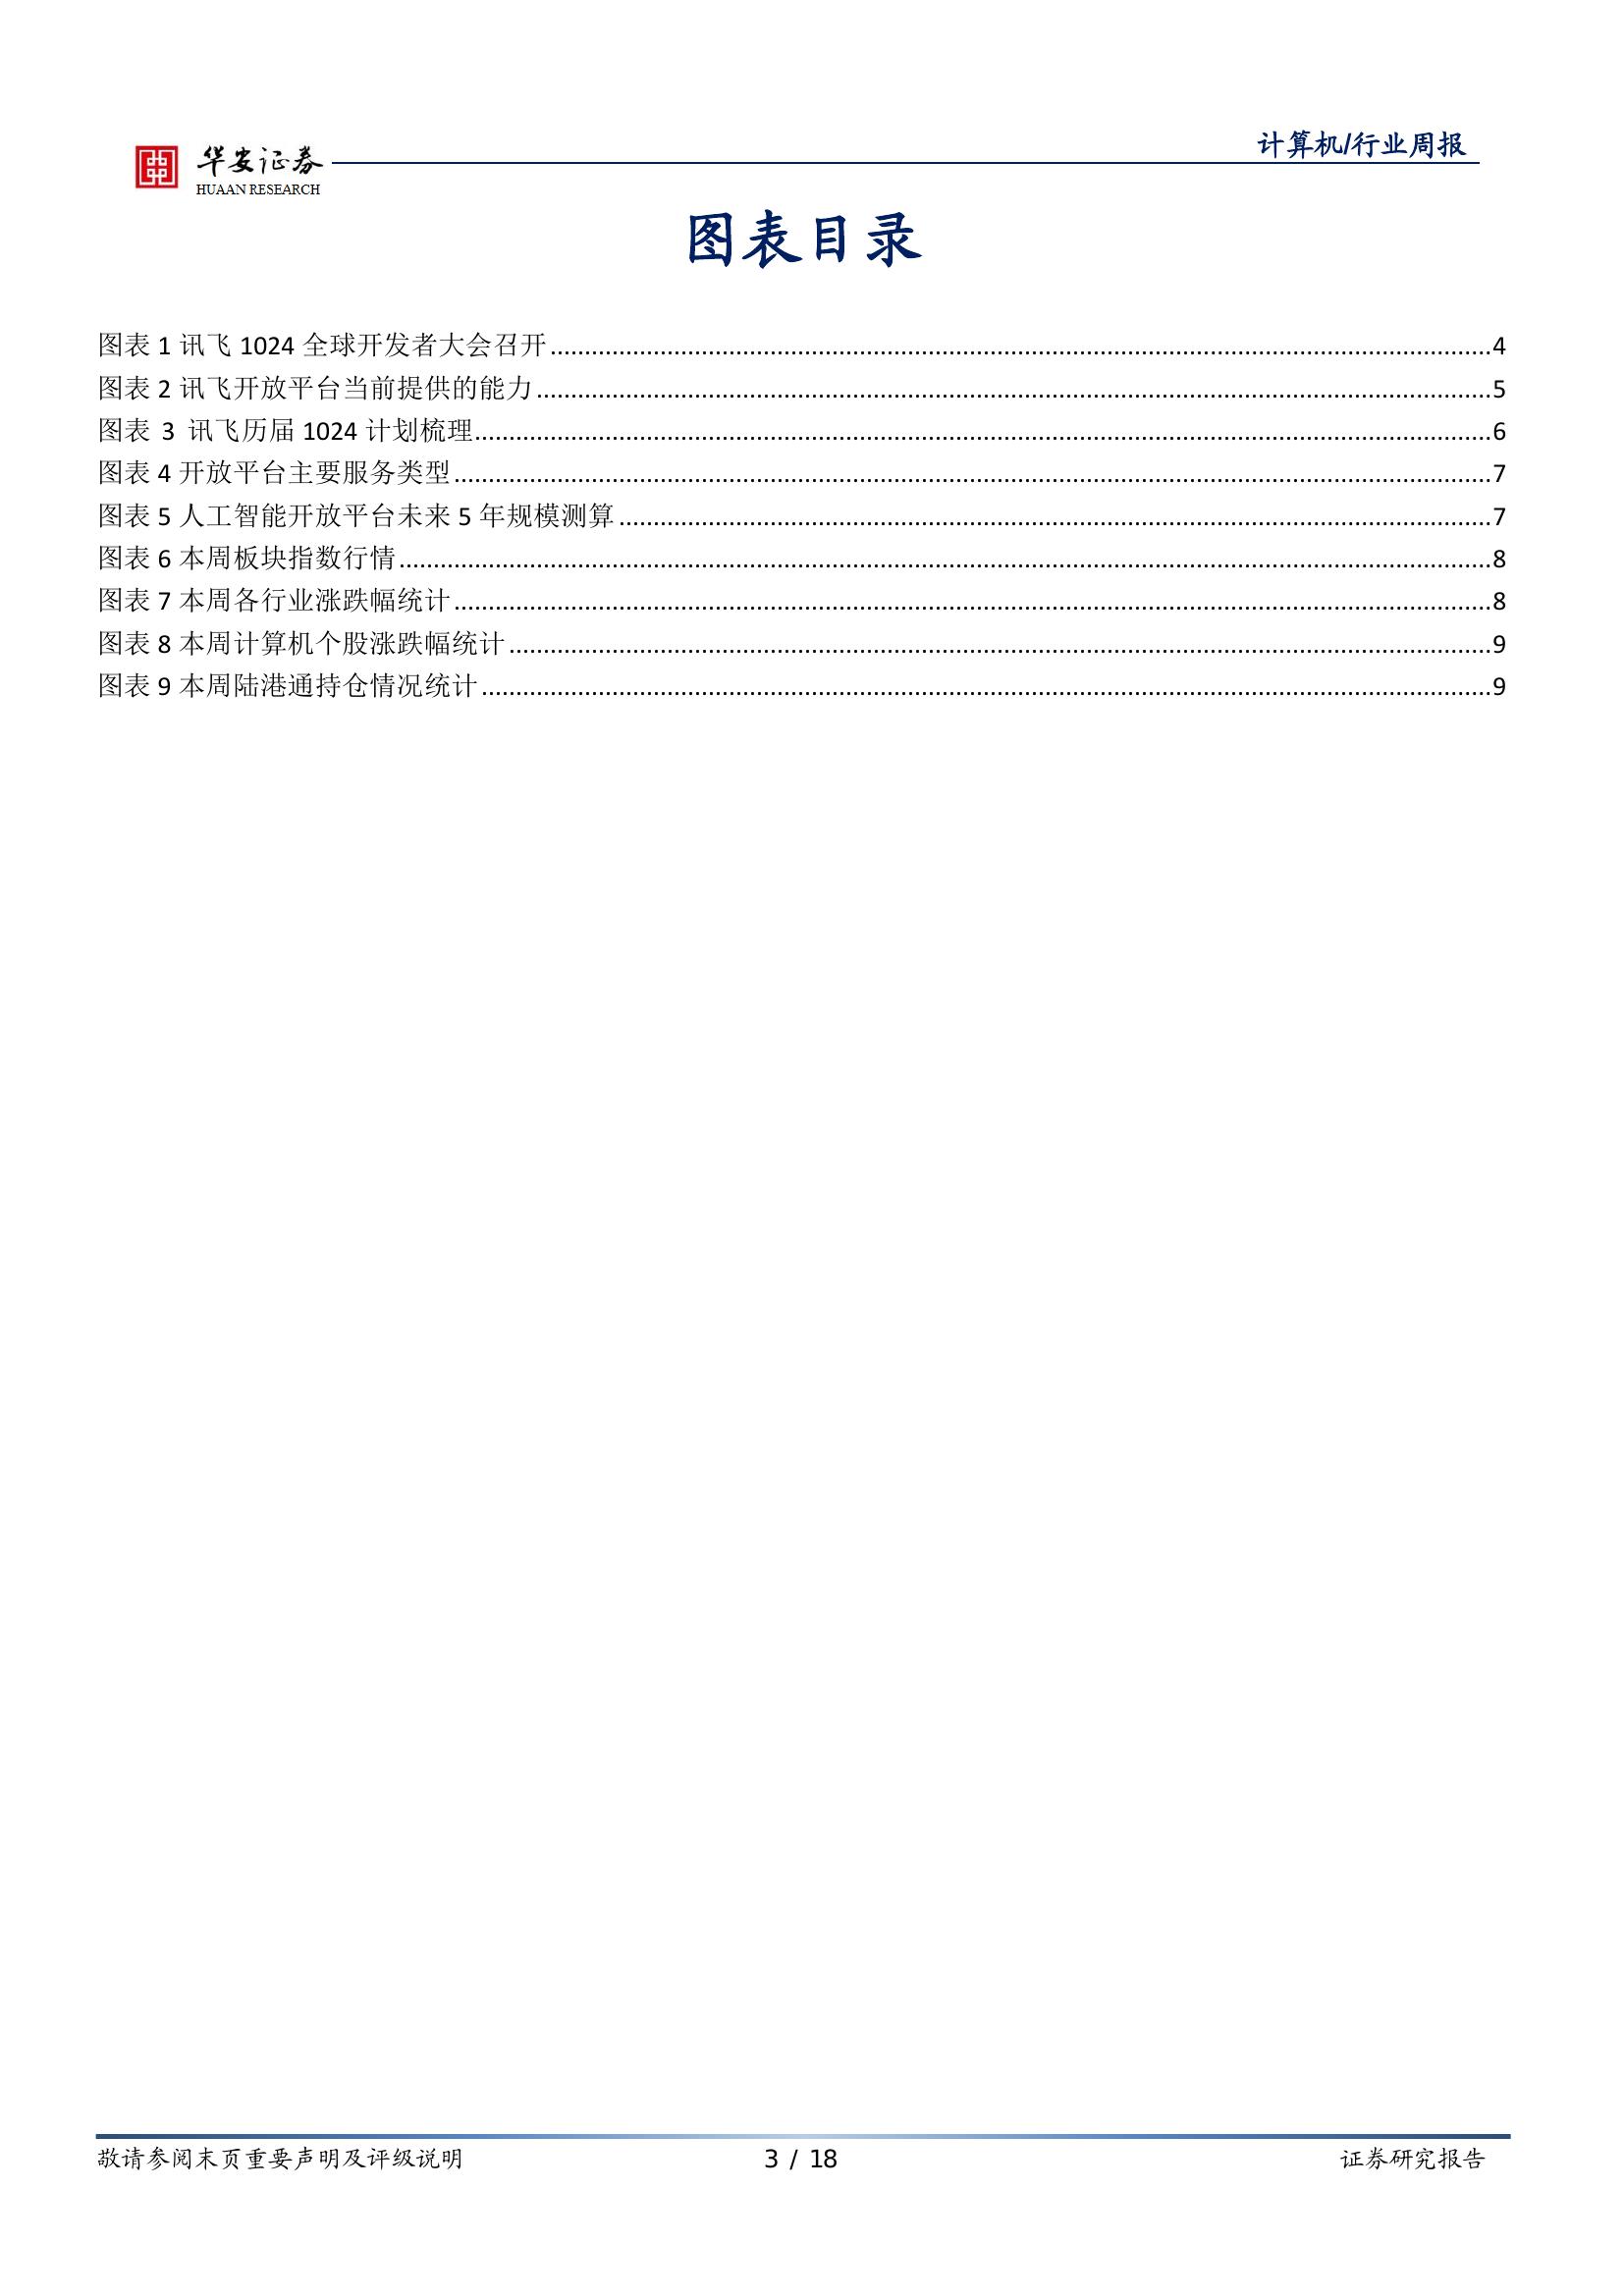 华安证券
HUAAN RESEARCH
计算机/行业周报
图表目录
图表 1 讯飞 1024 全球开发者大会召开 ........ 4
图表 2 讯飞开放平台当前提供的能力 ........ 5
图表 3 讯飞历届 1024 计划梳理 ........ 6
图表 4 开放平台主要服务类型 ........ 7
图表 5 人工智能开放平台未来 5 年规模测算 ........ 7
图表 6 本周板块指数行情 ........ 8
图表 7 本周各行业涨跌幅统计 ........ 8
图表 8 本周计算机个股涨跌幅统计 ........ 9
图表 9 本周陆港通持仓情况统计 ........ 9
敬请参阅末页重要声明及评级说明 3 / 18 证券研究报告